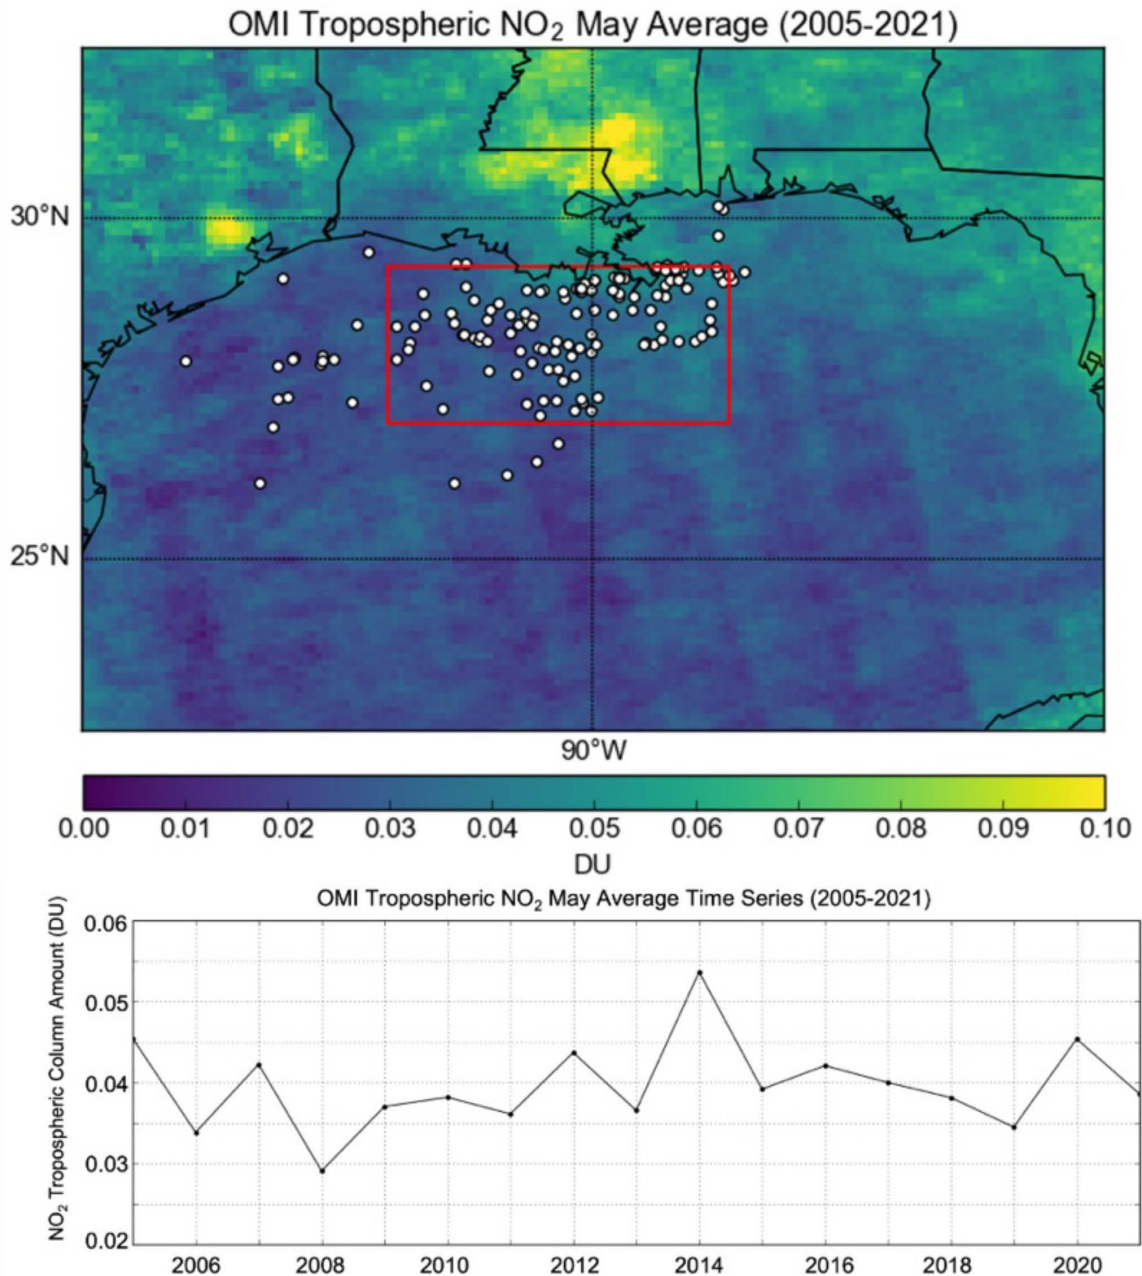 OMI Tropospheric NO₂ May Average (2005-2021)
30°N
25°N
90°W
0.00 0.01 0.02 0.03 0.04 0.05 0.06 0.07 0.08 0.09 0.10
DU
OMI Tropospheric NO₂ May Average Time Series (2005-2021)
NO₂ Tropospheric Column Amount (DU)
0.06
0.05
0.04
0.03
0.02
2006 2008 2010 2012 2014 2016 2018 2020